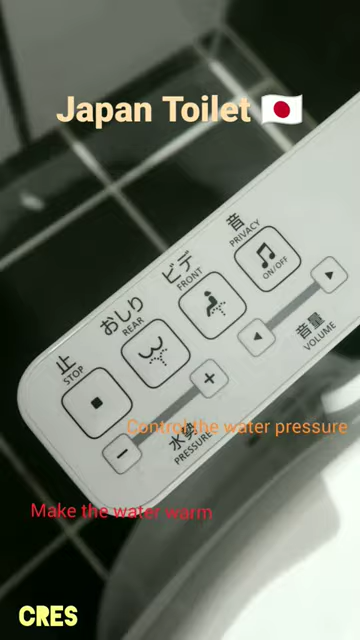 Japan Toilet 🇯🇵
音
PRIVACY
ON/OFF
ビデ
FRONT
おしり
REAR
止
STOP
音量
VOLUME
+
水勢
PRESSURE
−
Control the water pressure
Make the water warm
CRES